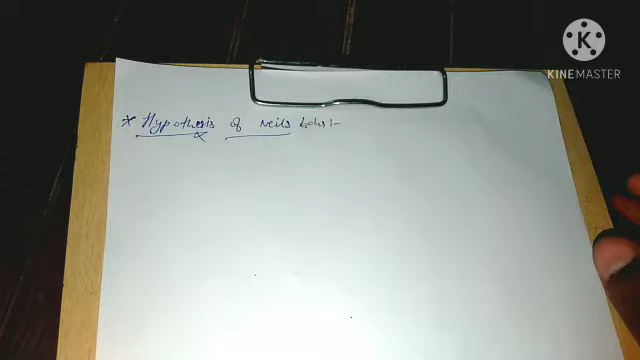 * Hypothesis of Neils bohr :-
K
KINEMASTER